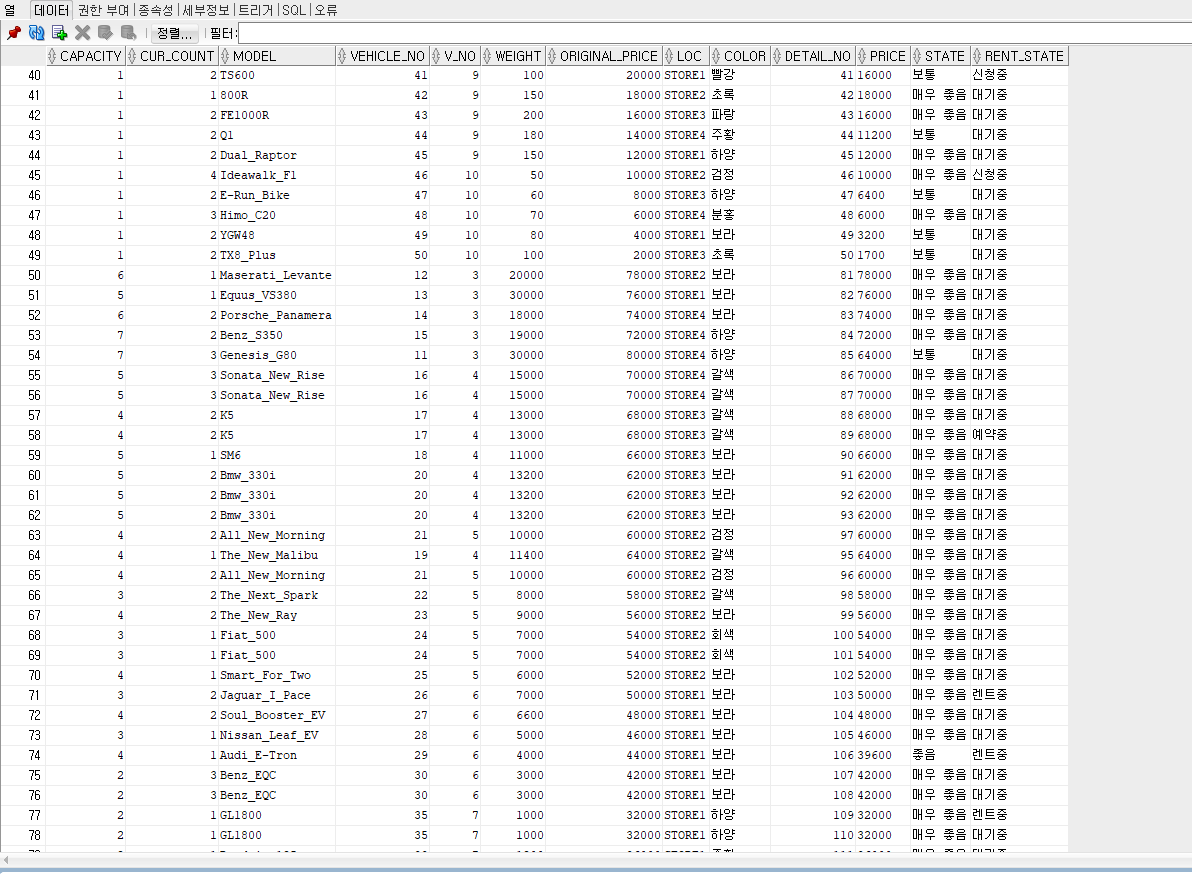 열 데이터 권한 부여 종속성 세부정보 트리거 SQL 오류
정렬... 필터:
CAPACITY CUR_COUNT MODEL VEHICLE_NO V_NO WEIGHT ORIGINAL_PRICE LOC COLOR DETAIL_NO PRICE STATE RENT_STATE
40 1 2 TS600 41 9 100 20000 STORE1 빨강 41 16000 보통 신청중
41 1 1 800R 42 9 150 18000 STORE2 초록 42 18000 매우 좋음 대기중
42 1 2 FE1000R 43 9 200 16000 STORE3 파랑 43 16000 매우 좋음 대기중
43 1 2 Q1 44 9 180 14000 STORE4 주황 44 11200 보통 대기중
44 1 2 Dual_Raptor 45 9 150 12000 STORE1 하양 45 12000 매우 좋음 대기중
45 1 4 Ideawalk_F1 46 10 50 10000 STORE2 검정 46 10000 매우 좋음 신청중
46 1 2 E-Run_Bike 47 10 60 8000 STORE3 하양 47 6400 보통 대기중
47 1 3 Himo_C20 48 10 70 6000 STORE4 분홍 48 6000 매우 좋음 대기중
48 1 2 YGW48 49 10 80 4000 STORE1 보라 49 3200 보통 대기중
49 1 2 TX8_Plus 50 10 100 2000 STORE3 초록 50 1700 보통 대기중
50 6 1 Maserati_Levante 12 3 20000 78000 STORE2 보라 81 78000 매우 좋음 대기중
51 5 1 Equus_VS380 13 3 30000 76000 STORE1 보라 82 76000 매우 좋음 대기중
52 6 2 Porsche_Panamera 14 3 18000 74000 STORE4 보라 83 74000 매우 좋음 대기중
53 7 2 Benz_S350 15 3 19000 72000 STORE4 하양 84 72000 매우 좋음 대기중
54 7 3 Genesis_G80 11 3 30000 80000 STORE4 하양 85 64000 보통 대기중
55 5 3 Sonata_New_Rise 16 4 15000 70000 STORE4 갈색 86 70000 매우 좋음 대기중
56 5 3 Sonata_New_Rise 16 4 15000 70000 STORE4 갈색 87 70000 매우 좋음 대기중
57 4 2 K5 17 4 13000 68000 STORE3 갈색 88 68000 매우 좋음 대기중
58 4 2 K5 17 4 13000 68000 STORE3 갈색 89 68000 매우 좋음 예약중
59 5 1 SM6 18 4 11000 66000 STORE3 보라 90 66000 매우 좋음 대기중
60 5 2 Bmw_330i 20 4 13200 62000 STORE3 보라 91 62000 매우 좋음 대기중
61 5 2 Bmw_330i 20 4 13200 62000 STORE3 보라 92 62000 매우 좋음 대기중
62 5 2 Bmw_330i 20 4 13200 62000 STORE3 보라 93 62000 매우 좋음 대기중
63 4 2 All_New_Morning 21 5 10000 60000 STORE2 검정 97 60000 매우 좋음 대기중
64 4 1 The_New_Malibu 19 4 11400 64000 STORE2 갈색 95 64000 매우 좋음 대기중
65 4 2 All_New_Morning 21 5 10000 60000 STORE2 검정 96 60000 매우 좋음 대기중
66 3 2 The_Next_Spark 22 5 8000 58000 STORE2 갈색 98 58000 매우 좋음 대기중
67 4 2 The_New_Ray 23 5 9000 56000 STORE2 보라 99 56000 매우 좋음 대기중
68 3 1 Fiat_500 24 5 7000 54000 STORE2 회색 100 54000 매우 좋음 대기중
69 3 1 Fiat_500 24 5 7000 54000 STORE2 회색 101 54000 매우 좋음 대기중
70 4 1 Smart_For_Two 25 5 6000 52000 STORE2 보라 102 52000 매우 좋음 대기중
71 3 2 Jaguar_I_Pace 26 6 7000 50000 STORE1 보라 103 50000 매우 좋음 렌트중
72 4 2 Soul_Booster_EV 27 6 6600 48000 STORE1 보라 104 48000 매우 좋음 대기중
73 3 1 Nissan_Leaf_EV 28 6 5000 46000 STORE1 보라 105 46000 매우 좋음 대기중
74 4 1 Audi_E-Tron 29 6 4000 44000 STORE1 보라 106 39600 좋음 렌트중
75 2 3 Benz_EQC 30 6 3000 42000 STORE1 보라 107 42000 매우 좋음 대기중
76 2 3 Benz_EQC 30 6 3000 42000 STORE1 보라 108 42000 매우 좋음 대기중
77 2 1 GL1800 35 7 1000 32000 STORE1 하양 109 32000 매우 좋음 렌트중
78 2 1 GL1800 35 7 1000 32000 STORE1 하양 110 32000 매우 좋음 대기중